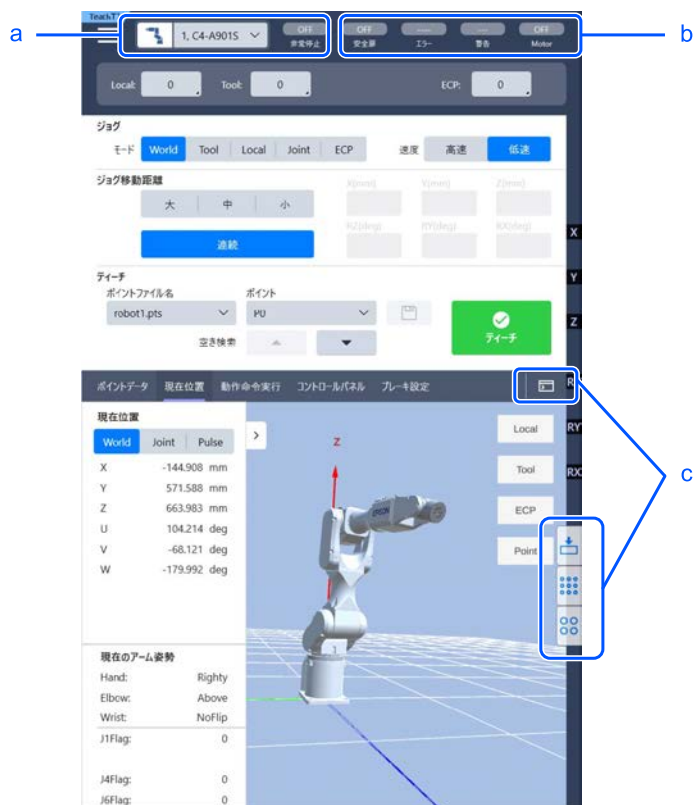 a
b
c
TeachT
1, C4-A901S
OFF
非常停止
OFF
安全扉
エラー
警告
OFF
Motor
Local:
0
Tool:
0
ECP:
0
ジョグ
モード
World
Tool
Local
Joint
ECP
速度
高速
低速
ジョグ移動距離
大
中
小
連続
X(mm)
Y(mm)
Z(mm)
RZ(deg)
RY(deg)
RX(deg)
X
Y
Z
R
RY
RX
ティーチ
ポイントファイル名
ポイント
robot1.pts
P0
空き検索
ティーチ
ポイントデータ
現在位置
動作命令実行
コントロールパネル
ブレーキ設定
現在位置
World
Joint
Pulse
X -144.908 mm
Y 571.588 mm
Z 663.983 mm
U 104.214 deg
V -68.121 deg
W -179.992 deg
現在のアーム姿勢
Hand: Righty
Elbow: Above
Wrist: NoFlip
J1Flag: 0
J4Flag: 0
J6Flag: 0
Z
EPSON
1
Local
Tool
ECP
Point